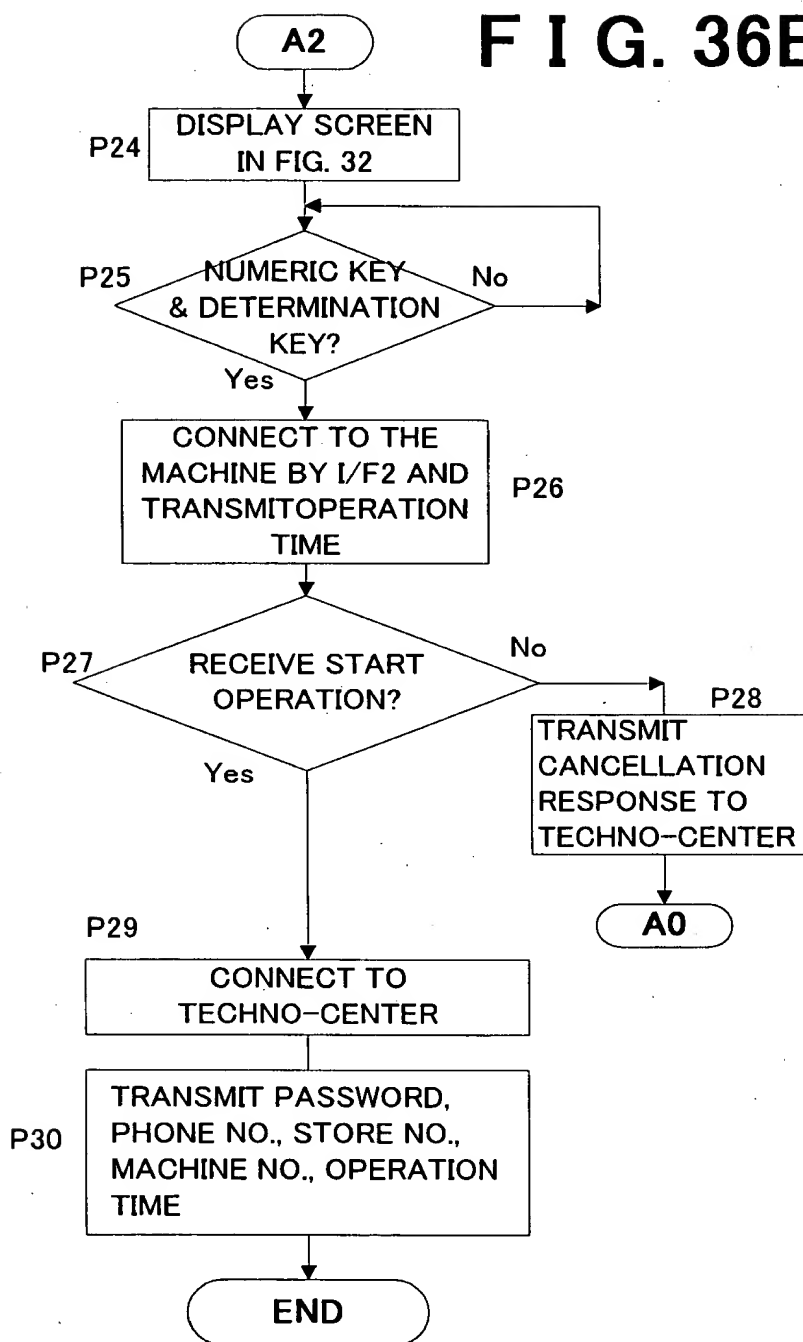 A2
F I G. 36B
P24
DISPLAY SCREEN
IN FIG. 32
P25
NUMERIC KEY
& DETERMINATION
KEY?
No
Yes
CONNECT TO THE
MACHINE BY I/F2 AND
TRANSMITOPERATION
TIME
P26
P27
RECEIVE START
OPERATION?
No
Yes
P28
TRANSMIT
CANCELLATION
RESPONSE TO
TECHNO-CENTER
A0
P29
CONNECT TO
TECHNO-CENTER
P30
TRANSMIT PASSWORD,
PHONE NO., STORE NO.,
MACHINE NO., OPERATION
TIME
END